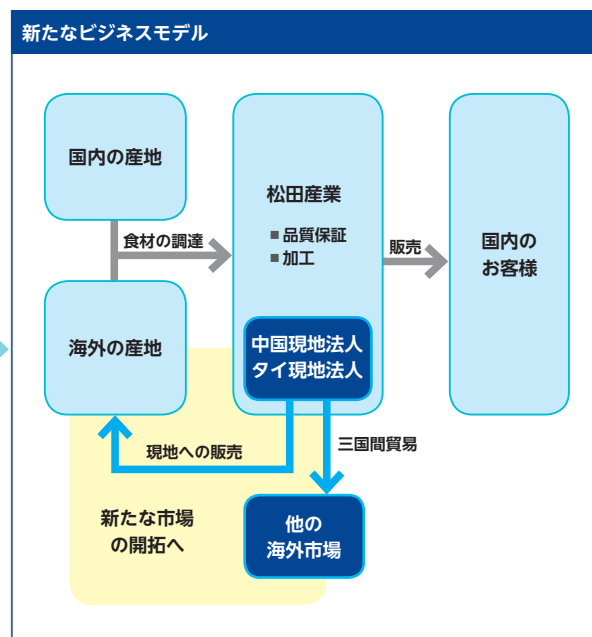 新たなビジネスモデル
国内の産地
食材の調達
海外の産地
松田産業
■品質保証
■加工
販売
国内の
お客様
中国現地法人
タイ現地法人
現地への販売
三国間貿易
新たな市場
の開拓へ
他の
海外市場